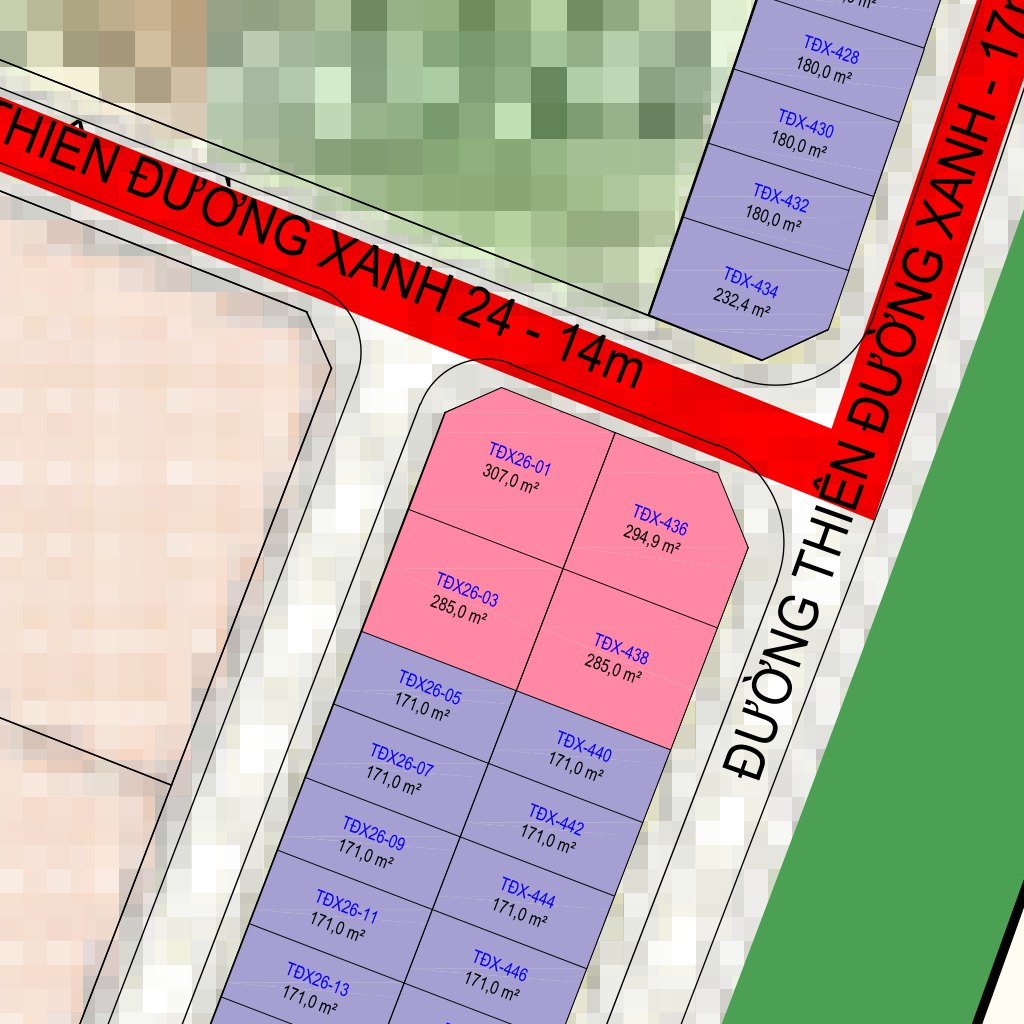 TĐX-428
180,0 m²
TĐX-430
180,0 m²
TĐX-432
180,0 m²
TĐX-434
232,4 m²
THIÊN ĐƯỜNG XANH 24 - 14m
ĐƯỜNG THIÊN ĐƯỜNG XANH - 17m
TĐX26-01
307,0 m²
TĐX-436
294,9 m²
TĐX26-03
285,0 m²
TĐX-438
285,0 m²
TĐX26-05
171,0 m²
TĐX-440
171,0 m²
TĐX26-07
171,0 m²
TĐX-442
171,0 m²
TĐX26-09
171,0 m²
TĐX-444
171,0 m²
TĐX26-11
171,0 m²
TĐX-446
171,0 m²
TĐX26-13
171,0 m²